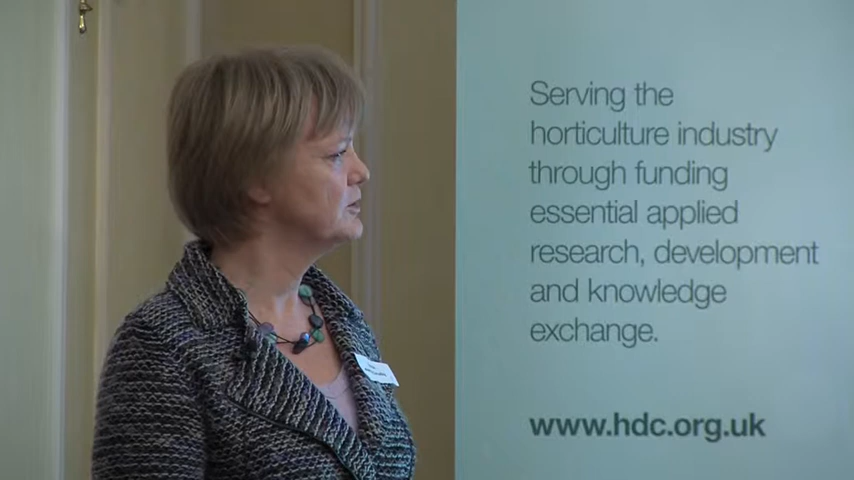 Serving the
horticulture industry
through funding
essential applied
research, development
and knowledge
exchange.
www.hdc.org.uk